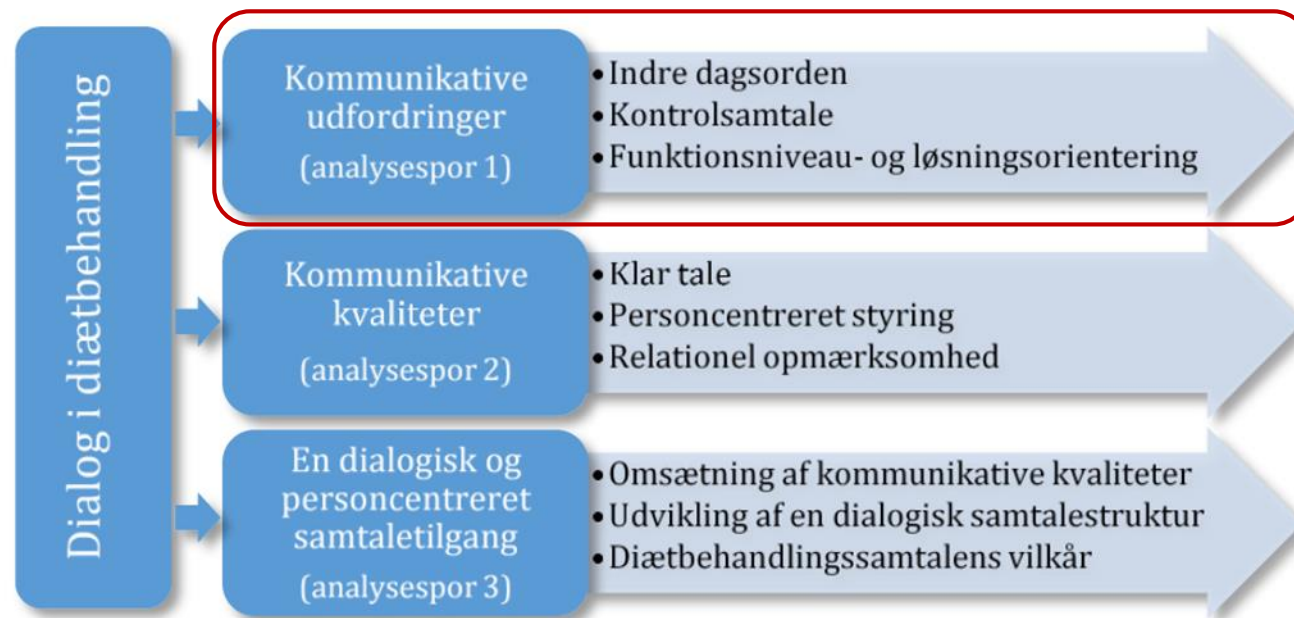 Dialog i diætbehandling
Kommunikative
udfordringer
(analysespor 1)
•Indre dagsorden
•Kontrolsamtale
•Funktionsniveau- og løsningsorientering
Kommunikative
kvaliteter
(analysespor 2)
•Klar tale
•Personcentreret styring
•Relationel opmærksomhed
En dialogisk og
personcentreret
samtaletilgang
(analysespor 3)
•Omsætning af kommunikative kvaliteter
•Udvikling af en dialogisk samtalestruktur
•Diætbehandlingssamtalens vilkår